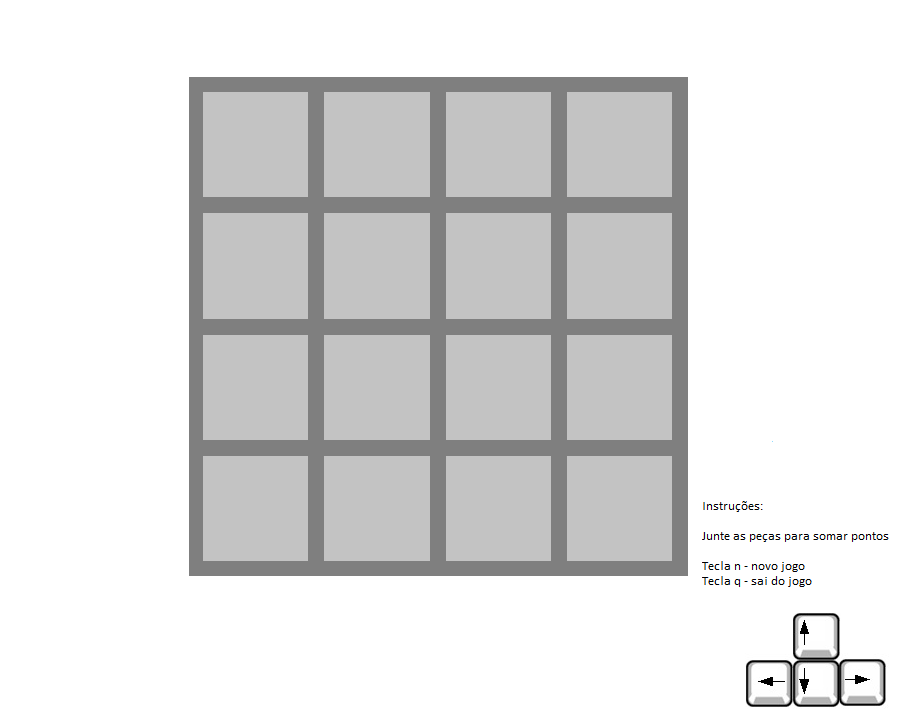 Instruções:
Junte as peças para somar pontos
Tecla n - novo jogo
Tecla q - sai do jogo